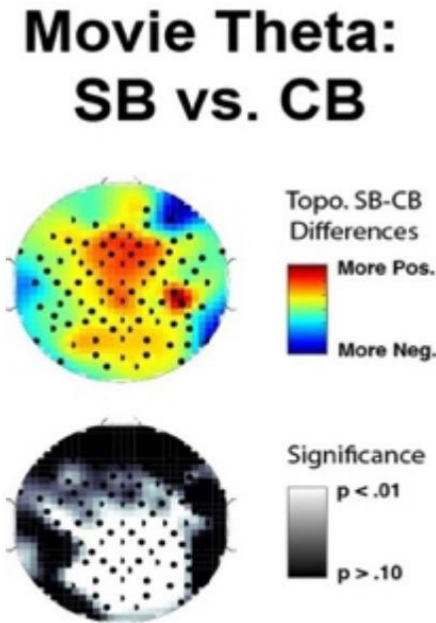 Movie Theta:
SB vs. CB
Topo. SB-CB
Differences
More Pos.
More Neg.
Significance
p < .01
p > .10